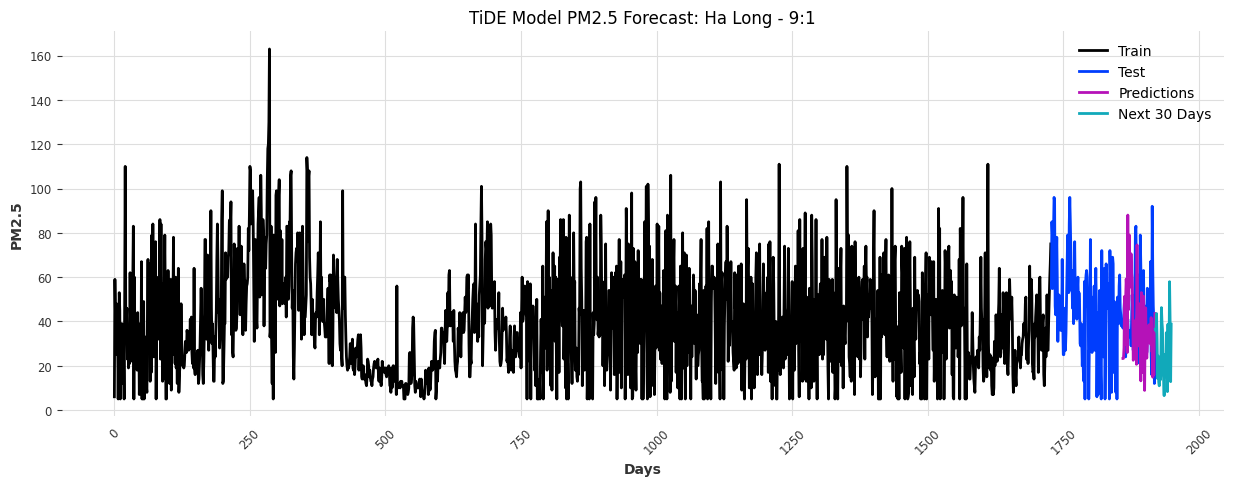 TiDE Model PM2.5 Forecast: Ha Long - 9:1
Train
Test
Predictions
Next 30 Days
PM2.5
160
140
120
100
80
60
40
20
0
0
250
500
750
1000
1250
1500
1750
2000
Days